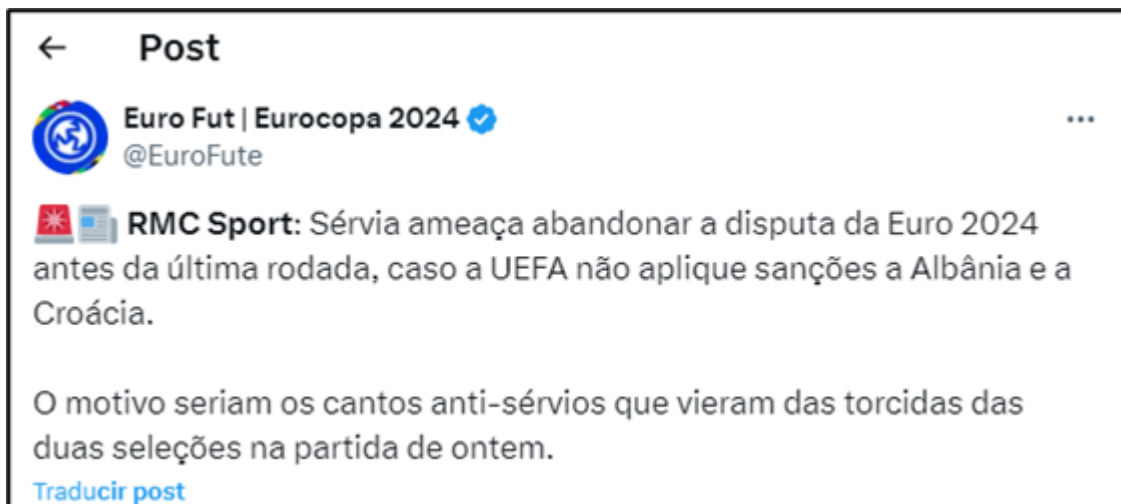 Post
Euro Fut | Eurocopa 2024
@EuroFute
RMC Sport: Sérvia ameaça abandonar a disputa da Euro 2024
antes da última rodada, caso a UEFA não aplique sanções a Albânia e a
Croácia.
O motivo seriam os cantos anti-sérvios que vieram das torcidas das
duas seleções na partida de ontem.
Traducir post